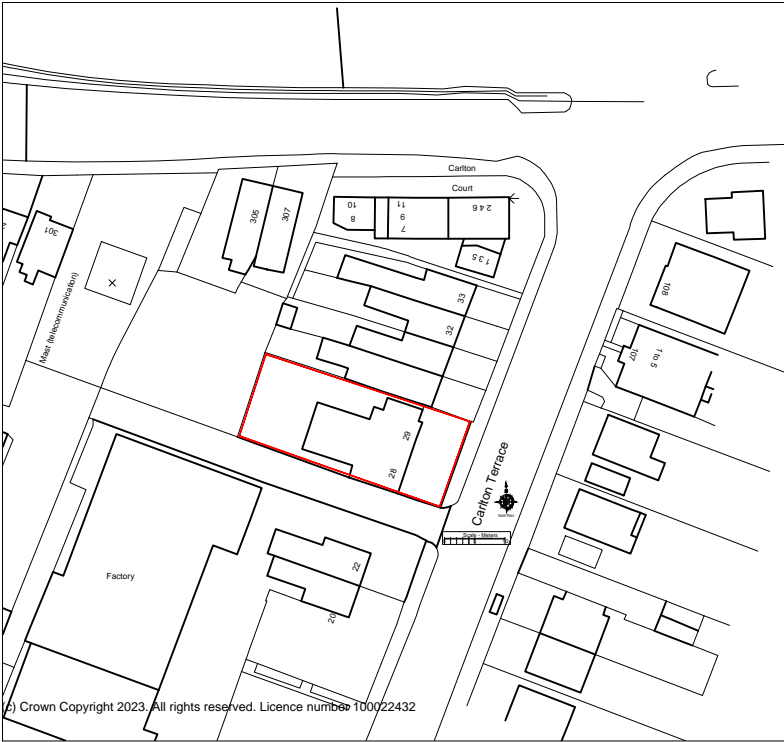 Carlton
Court
10
8
11
9
7
2 4 6
1 3 5
305
307
301
Mast (telecommunication)
33
32
108
107
1 to 5
29
28
Carlton Terrace
Scale - Meters
22
20
Factory
(c) Crown Copyright 2023. All rights reserved. Licence number 100022432